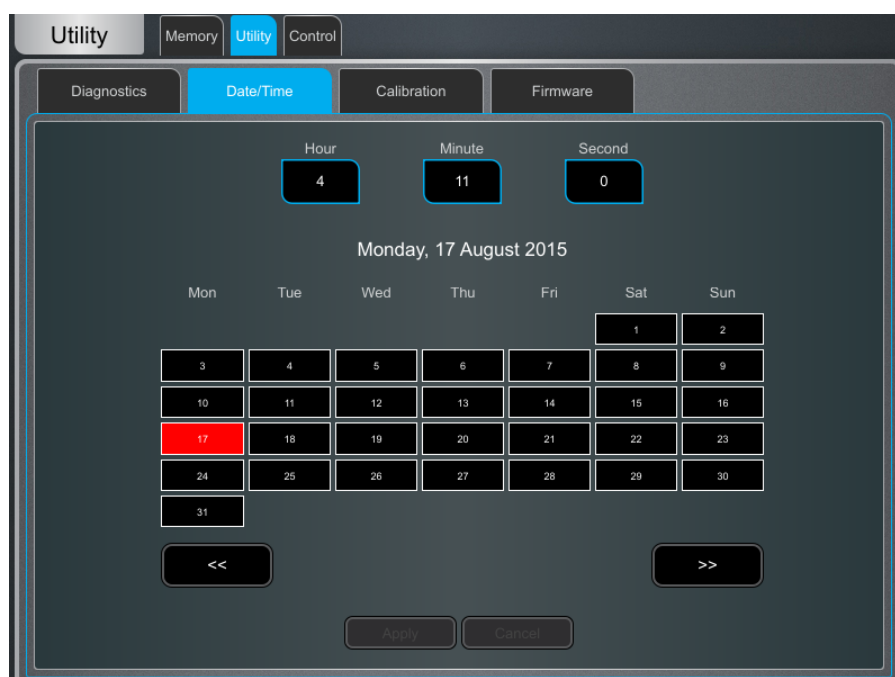 Utility Memory Utility Control
Diagnostics Date/Time Calibration Firmware
Hour Minute Second
4 11 0
Monday, 17 August 2015
Mon Tue Wed Thu Fri Sat Sun
1 2
3 4 5 6 7 8 9
10 11 12 13 14 15 16
17 18 19 20 21 22 23
24 25 26 27 28 29 30
31
<< >>
Apply Cancel